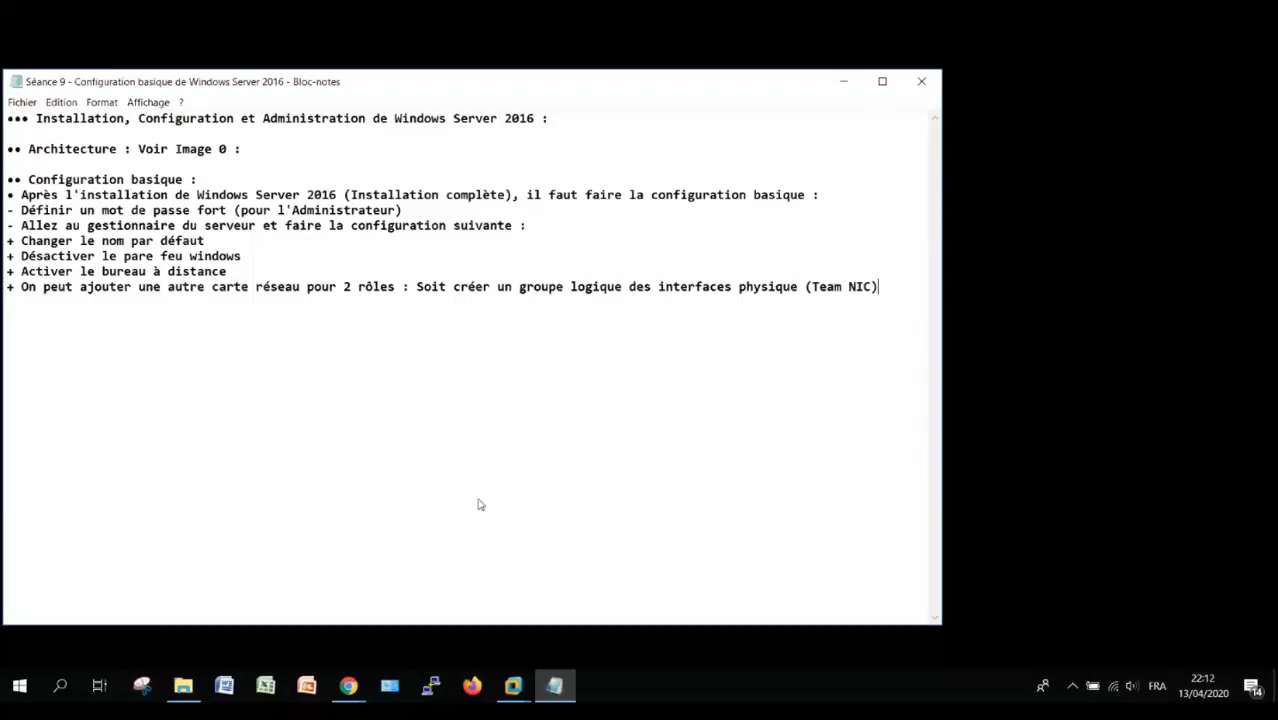 Séance 9 - Configuration basique de Windows Server 2016 - Bloc-notes
Fichier Edition Format Affichage ?
••• Installation, Configuration et Administration de Windows Server 2016 :
•• Architecture : Voir Image 0 :
•• Configuration basique :
• Après l'installation de Windows Server 2016 (Installation complète), il faut faire la configuration basique :
- Définir un mot de passe fort (pour l'Administrateur)
- Allez au gestionnaire du serveur et faire la configuration suivante :
+ Changer le nom par défaut
+ Désactiver le pare feu windows
+ Activer le bureau à distance
+ On peut ajouter une autre carte réseau pour 2 rôles : Soit créer un groupe logique des interfaces physique (Team NIC)
FRA
22:12
13/04/2020
14